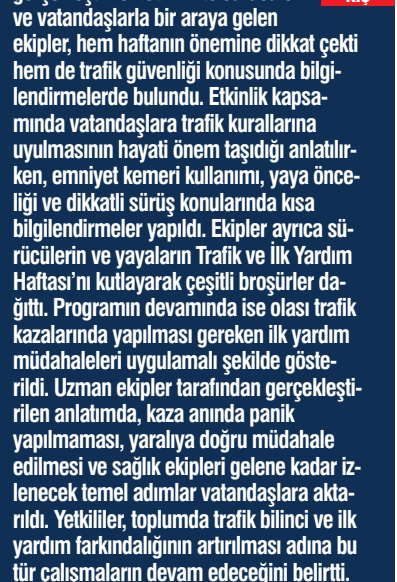 ve vatandaşlarla bir araya gelen
ekipler, hem haftanın önemine dikkat çekti
hem de trafik güvenliği konusunda bilgi-
lendirmelerde bulundu. Etkinlik kapsa-
mında vatandaşlara trafik kurallarına
uyulmasının hayati önem taşıdığı anlatılır-
ken, emniyet kemeri kullanımı, yaya önce-
liği ve dikkatli sürüş konularında kısa
bilgilendirmeler yapıldı. Ekipler ayrıca sü-
rücülerin ve yayaların Trafik ve İlk Yardım
Haftası’nı kutlayarak çeşitli broşürler da-
ğıttı. Programın devamında ise olası trafik
kazalarında yapılması gereken ilk yardım
müdahaleleri uygulamalı şekilde göste-
rildi. Uzman ekipler tarafından gerçekleşti-
rilen anlatımda, kaza anında panik
yapılmaması, yaralıya doğru müdahale
edilmesi ve sağlık ekipleri gelene kadar iz-
lenecek temel adımlar vatandaşlara akta-
rıldı. Yetkililer, toplumda trafik bilinci ve ilk
yardım farkındalığının artırılması adına bu
tür çalışmaların devam edeceğini belirtti.